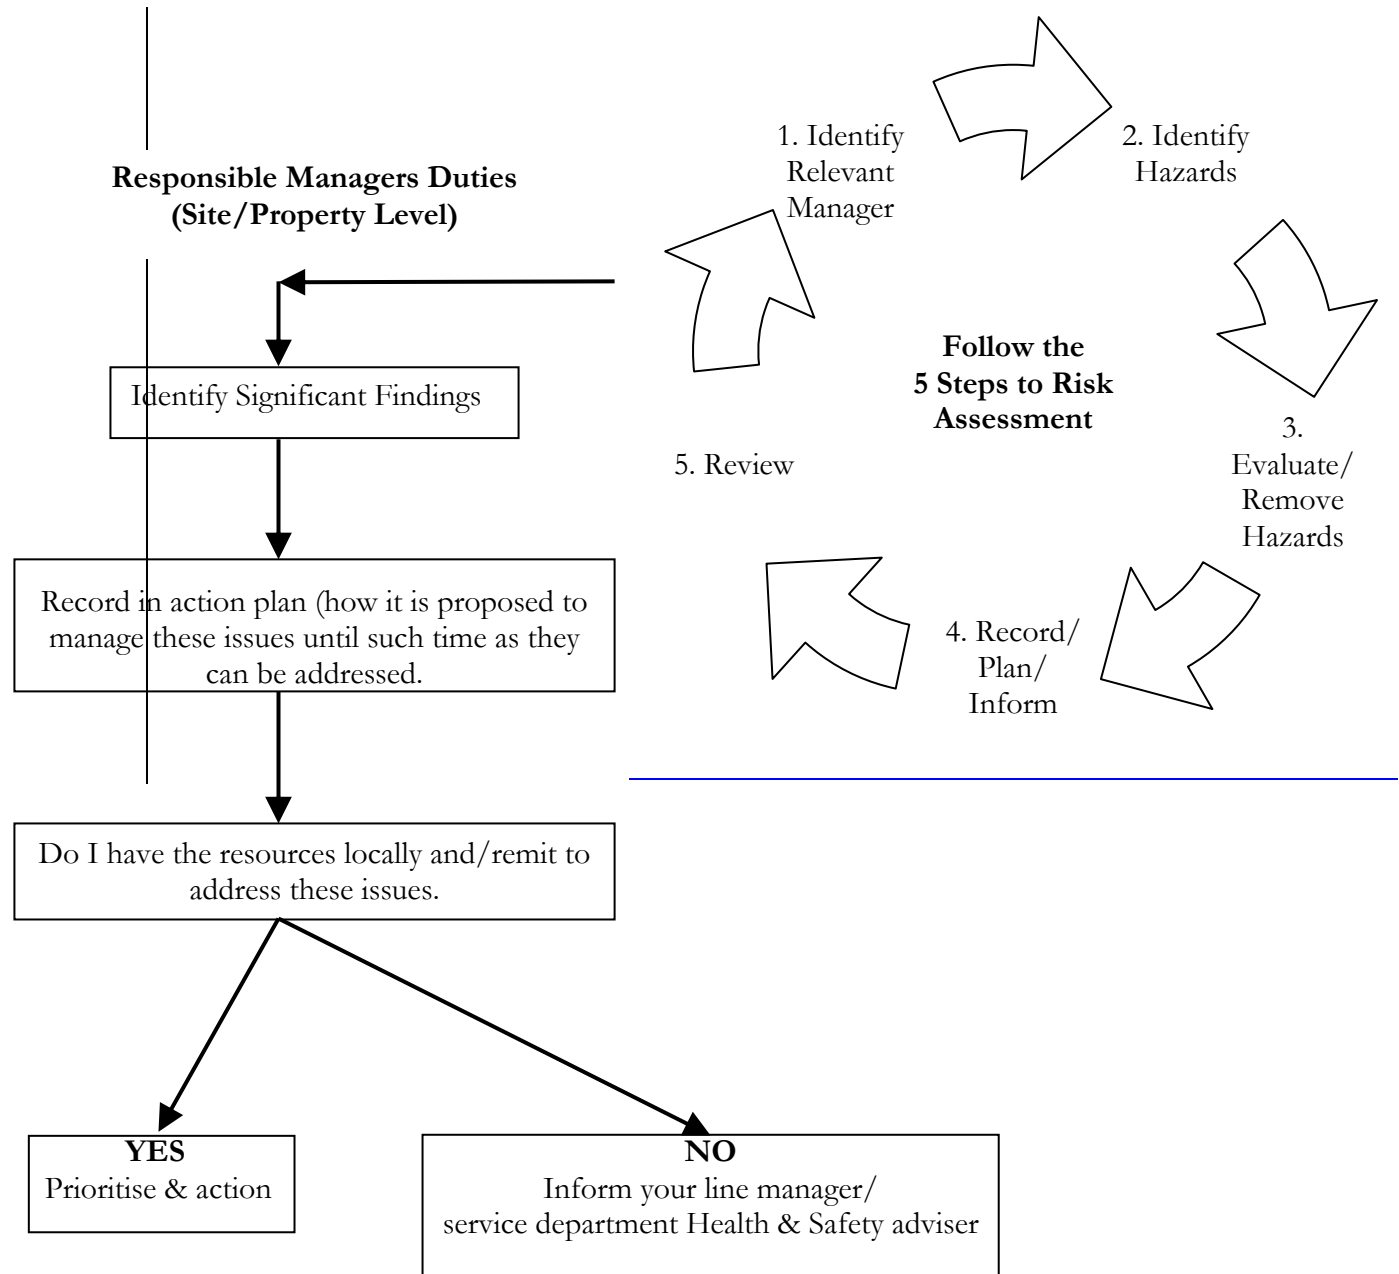 Responsible Managers Duties
(Site/Property Level)
Identify Significant Findings
Record in action plan (how it is proposed to
manage these issues until such time as they
can be addressed.
Do I have the resources locally and/remit to
address these issues.
YES
Prioritise & action
NO
Inform your line manager/
service department Health & Safety adviser
1. Identify
Relevant
Manager
2. Identify
Hazards
3.
Evaluate/
Remove
Hazards
4. Record/
Plan/
Inform
5. Review
Follow the
5 Steps to Risk
Assessment